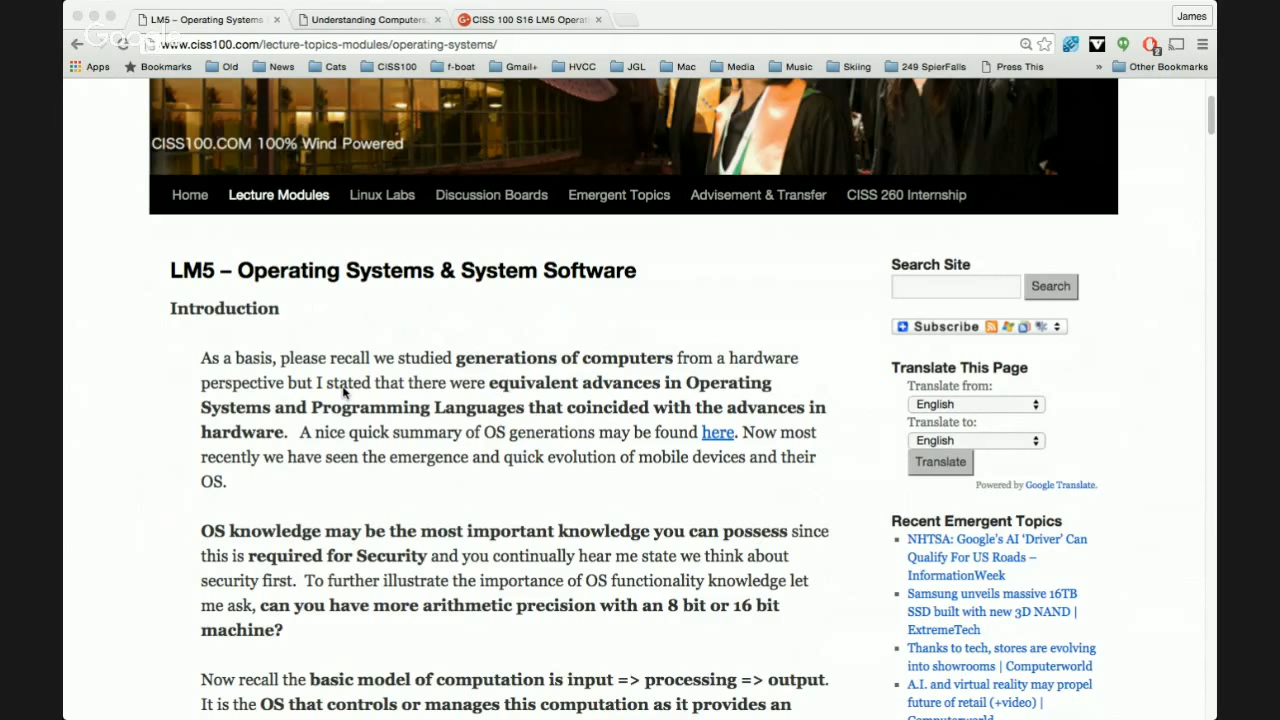 LM5 – Operating Systems
Understanding Computers
CISS 100 S16 LM5 Operat
James
Google
www.ciss100.com/lecture-topics-modules/operating-systems/
Apps Bookmarks Old News Cats CISS100 f-boat Gmail+ HVCC JGL Mac Media Music Skiing 249 SpierFalls Press This » Other Bookmarks
CISS100.COM 100% Wind Powered
Home Lecture Modules Linux Labs Discussion Boards Emergent Topics Advisement & Transfer CISS 260 Internship
LM5 – Operating Systems & System Software
Introduction
As a basis, please recall we studied generations of computers from a hardware
perspective but I stated that there were equivalent advances in Operating
Systems and Programming Languages that coincided with the advances in
hardware. A nice quick summary of OS generations may be found here. Now most
recently we have seen the emergence and quick evolution of mobile devices and their
OS.
OS knowledge may be the most important knowledge you can possess since
this is required for Security and you continually hear me state we think about
security first. To further illustrate the importance of OS functionality knowledge let
me ask, can you have more arithmetic precision with an 8 bit or 16 bit
machine?
Now recall the basic model of computation is input => processing => output.
It is the OS that controls or manages this computation as it provides an
Search Site
Search
Subscribe
Translate This Page
Translate from:
English
Translate to:
English
Translate
Powered by Google Translate.
Recent Emergent Topics
NHTSA: Google's AI 'Driver' Can
Qualify For US Roads –
InformationWeek
Samsung unveils massive 16TB
SSD built with new 3D NAND |
ExtremeTech
Thanks to tech, stores are evolving
into showrooms | Computerworld
A.I. and virtual reality may propel
future of retail (+video) |
Computerworld